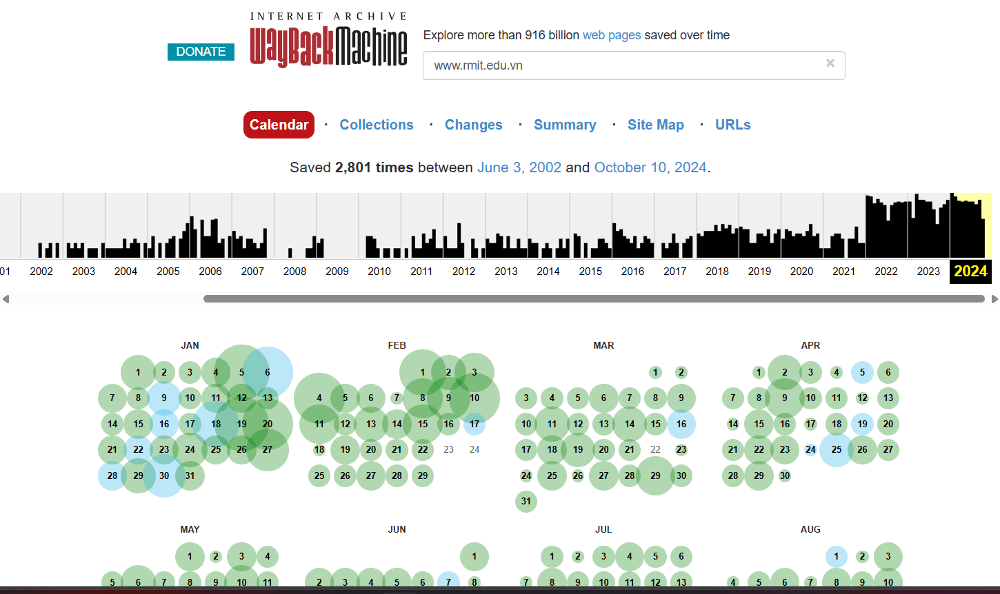 INTERNET ARCHIVE
WayBackMachine
DONATE
Explore more than 916 billion web pages saved over time
www.rmit.edu.vn
×
Calendar · Collections · Changes · Summary · Site Map · URLs
Saved 2,801 times between June 3, 2002 and October 10, 2024.
01 2002 2003 2004 2005 2006 2007 2008 2009 2010 2011 2012 2013 2014 2015 2016 2017 2018 2019 2020 2021 2022 2023 2024
JAN
1 2 3 4 5 6
7 8 9 10 11 12 13
14 15 16 17 18 19 20
21 22 23 24 25 26 27
28 29 30 31
FEB
1 2 3
4 5 6 7 8 9 10
11 12 13 14 15 16 17
18 19 20 21 22 23 24
25 26 27 28 29
MAR
1 2
3 4 5 6 7 8 9
10 11 12 13 14 15 16
17 18 19 20 21 22 23
24 25 26 27 28 29 30
31
APR
1 2 3 4 5 6
7 8 9 10 11 12 13
14 15 16 17 18 19 20
21 22 23 24 25 26 27
28 29 30
MAY
1 2 3 4
5 6 7 8 9 10 11
JUN
1
2 3 4 5 6 7 8
JUL
1 2 3 4 5 6
7 8 9 10 11 12 13
AUG
1 2 3
4 5 6 7 8 9 10